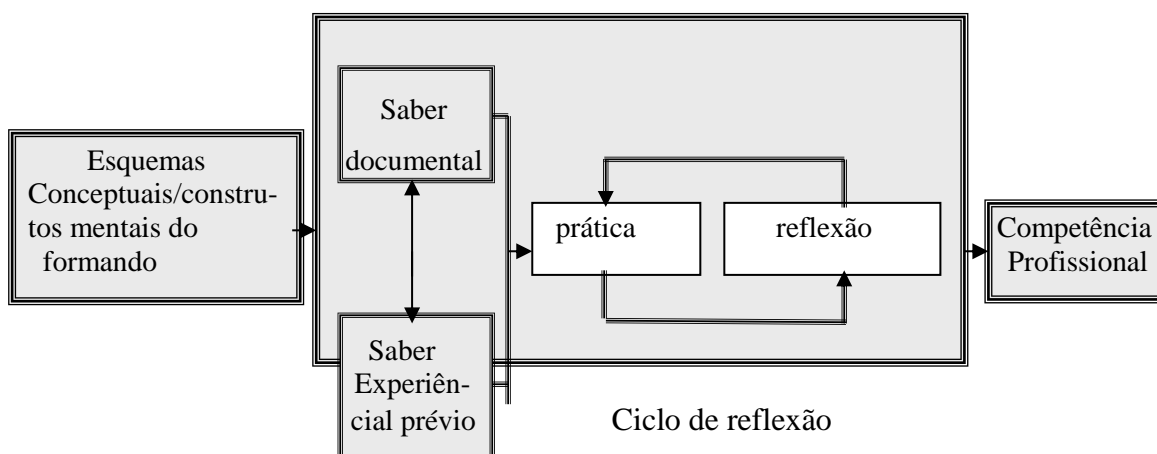 Esquemas
Conceptuais/constru-
tos mentais do
formando
Saber
documental
Saber
Experiên-
cial prévio
prática
reflexão
Ciclo de reflexão
Competência
Profissional